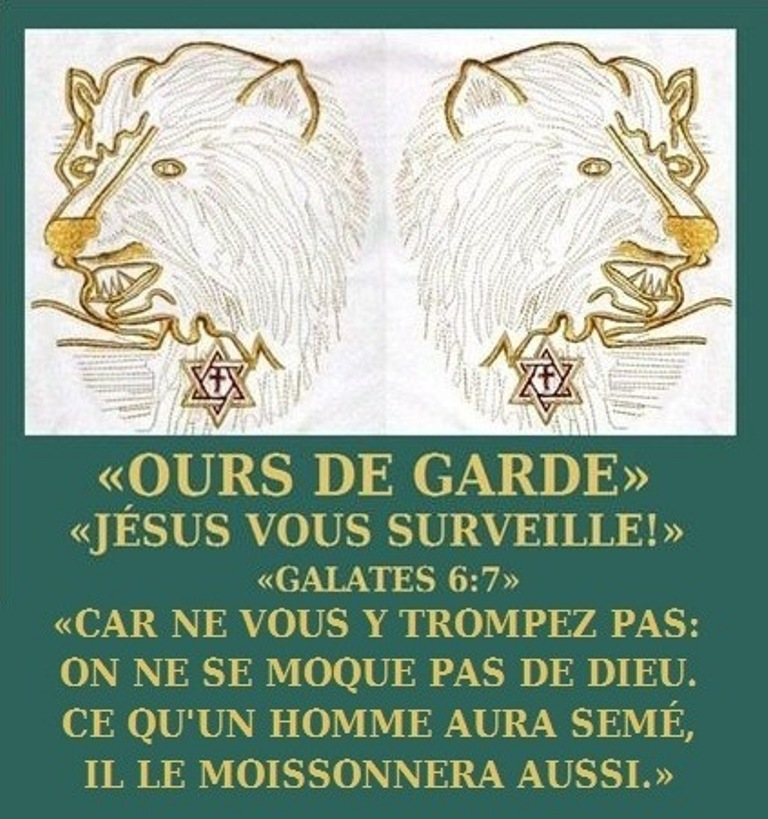 «OURS DE GARDE»
«JÉSUS VOUS SURVEILLE!»
«GALATES 6:7»
«CAR NE VOUS Y TROMPEZ PAS:
ON NE SE MOQUE PAS DE DIEU.
CE QU'UN HOMME AURA SEMÉ,
IL LE MOISSONNERA AUSSI.»